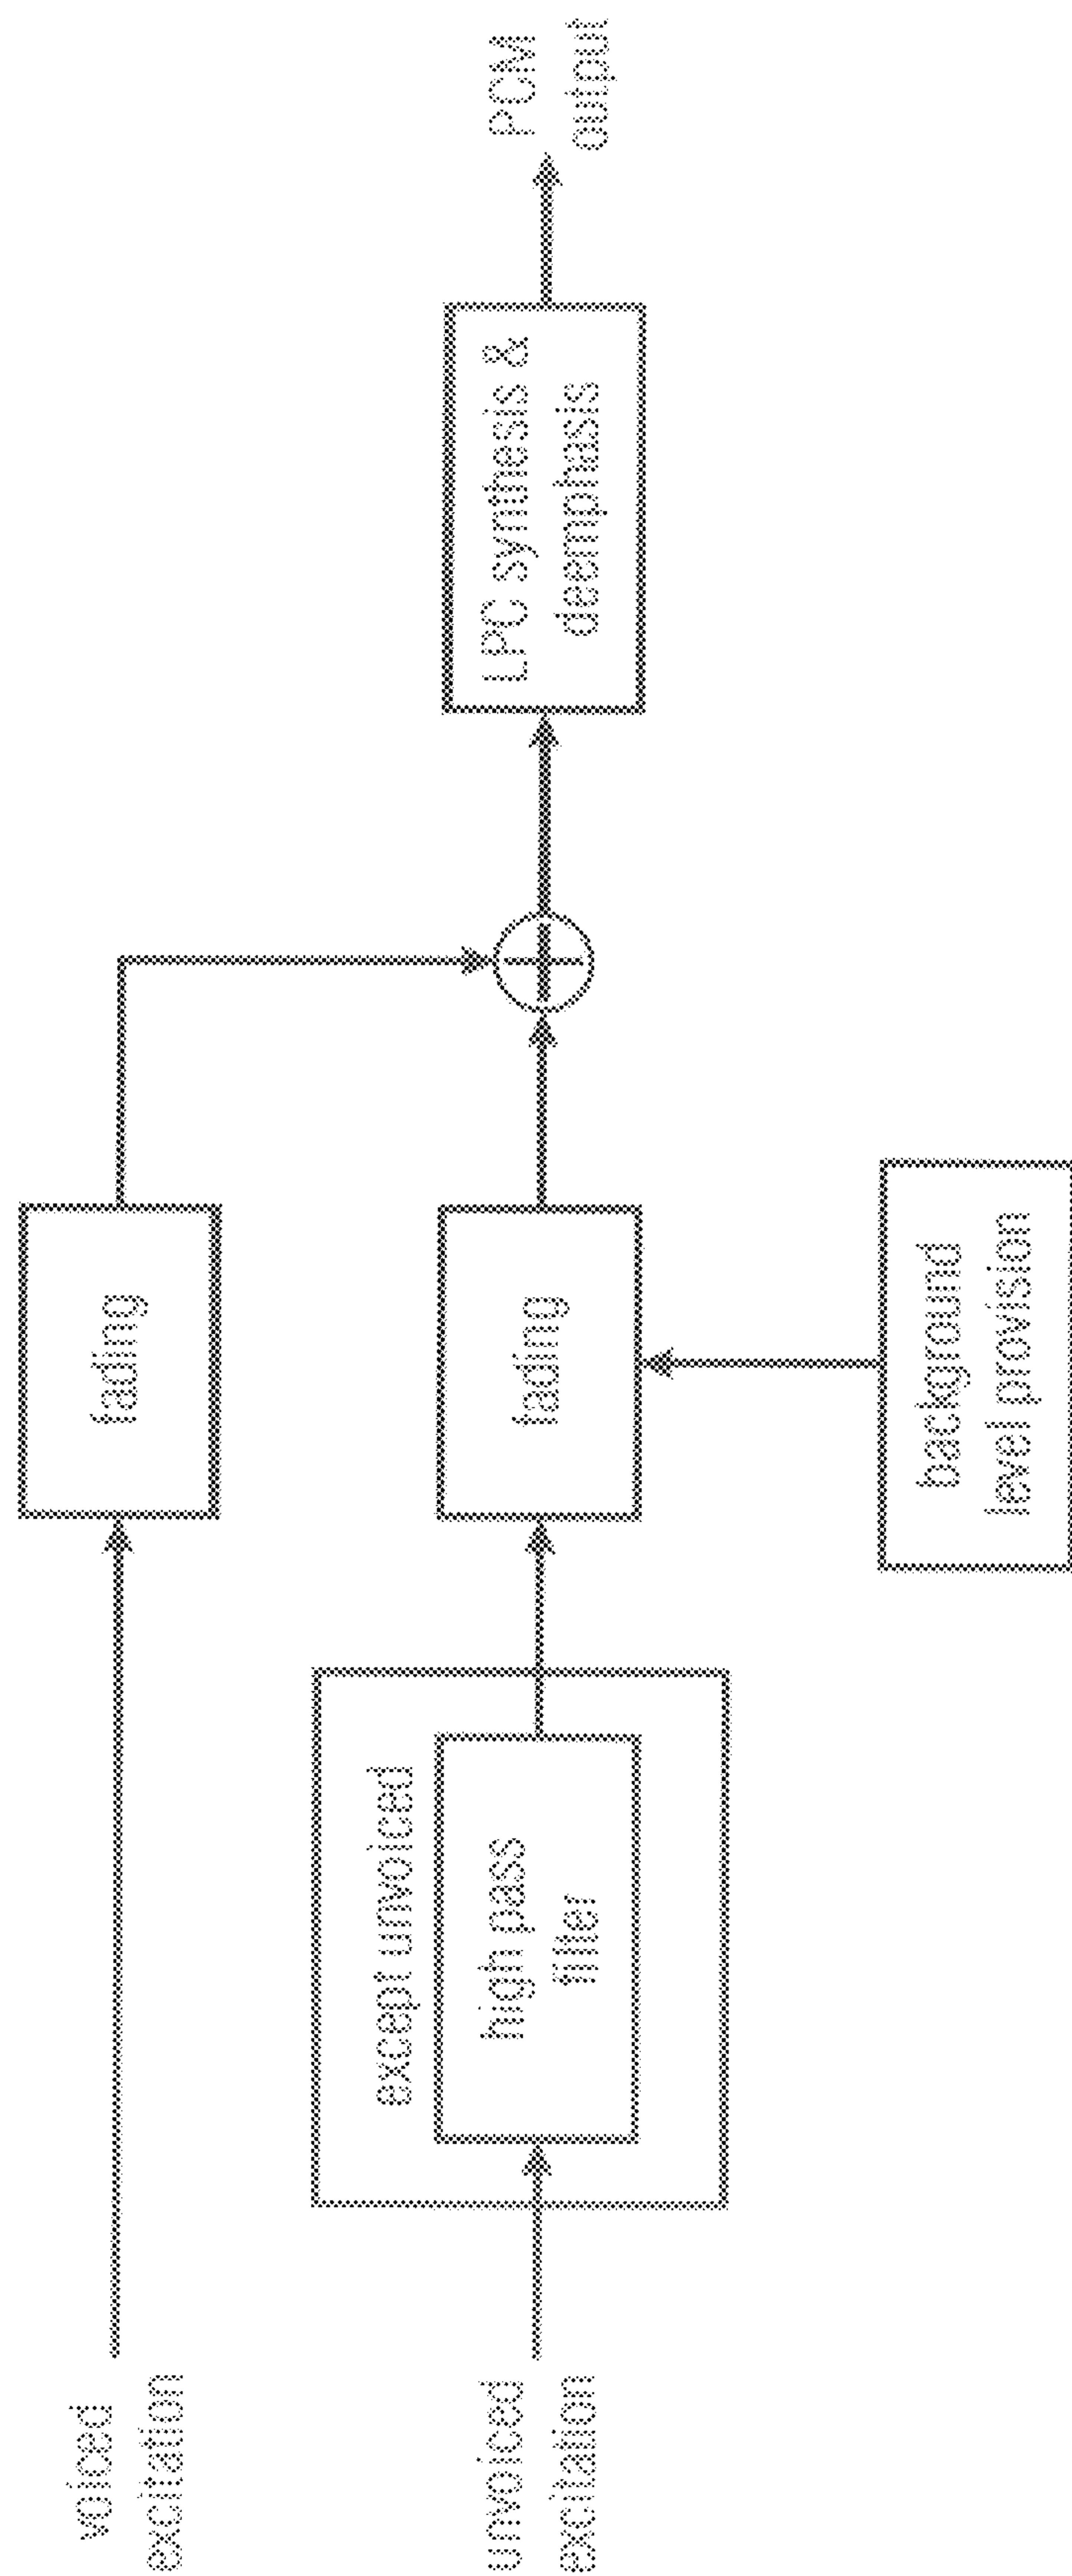 voiced
excitation
fading
unvoiced
excitation
except unvoiced
high pass
filter
fading
background
level provision
LPC synthesis &
deemphasis
PCM
output